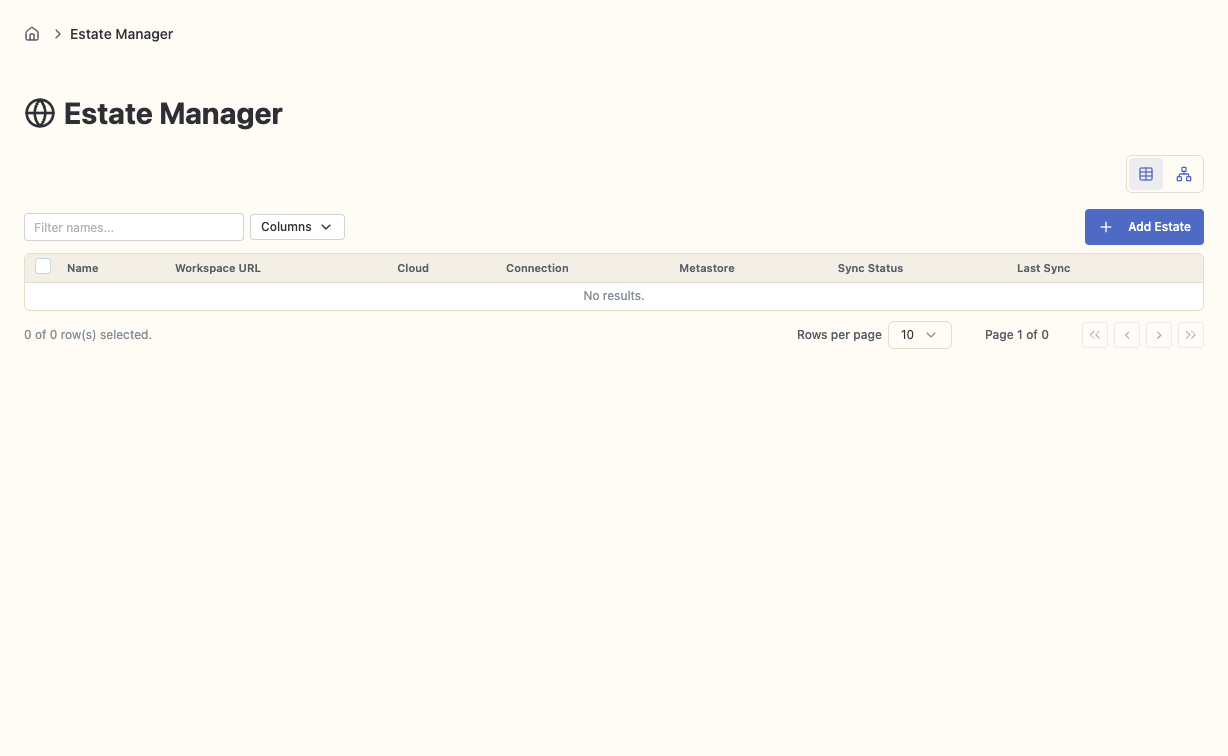 Estate Manager
Estate Manager
Filter names...
Columns
Add Estate
Name Workspace URL Cloud Connection Metastore Sync Status Last Sync
No results.
0 of 0 row(s) selected.
Rows per page 10 Page 1 of 0